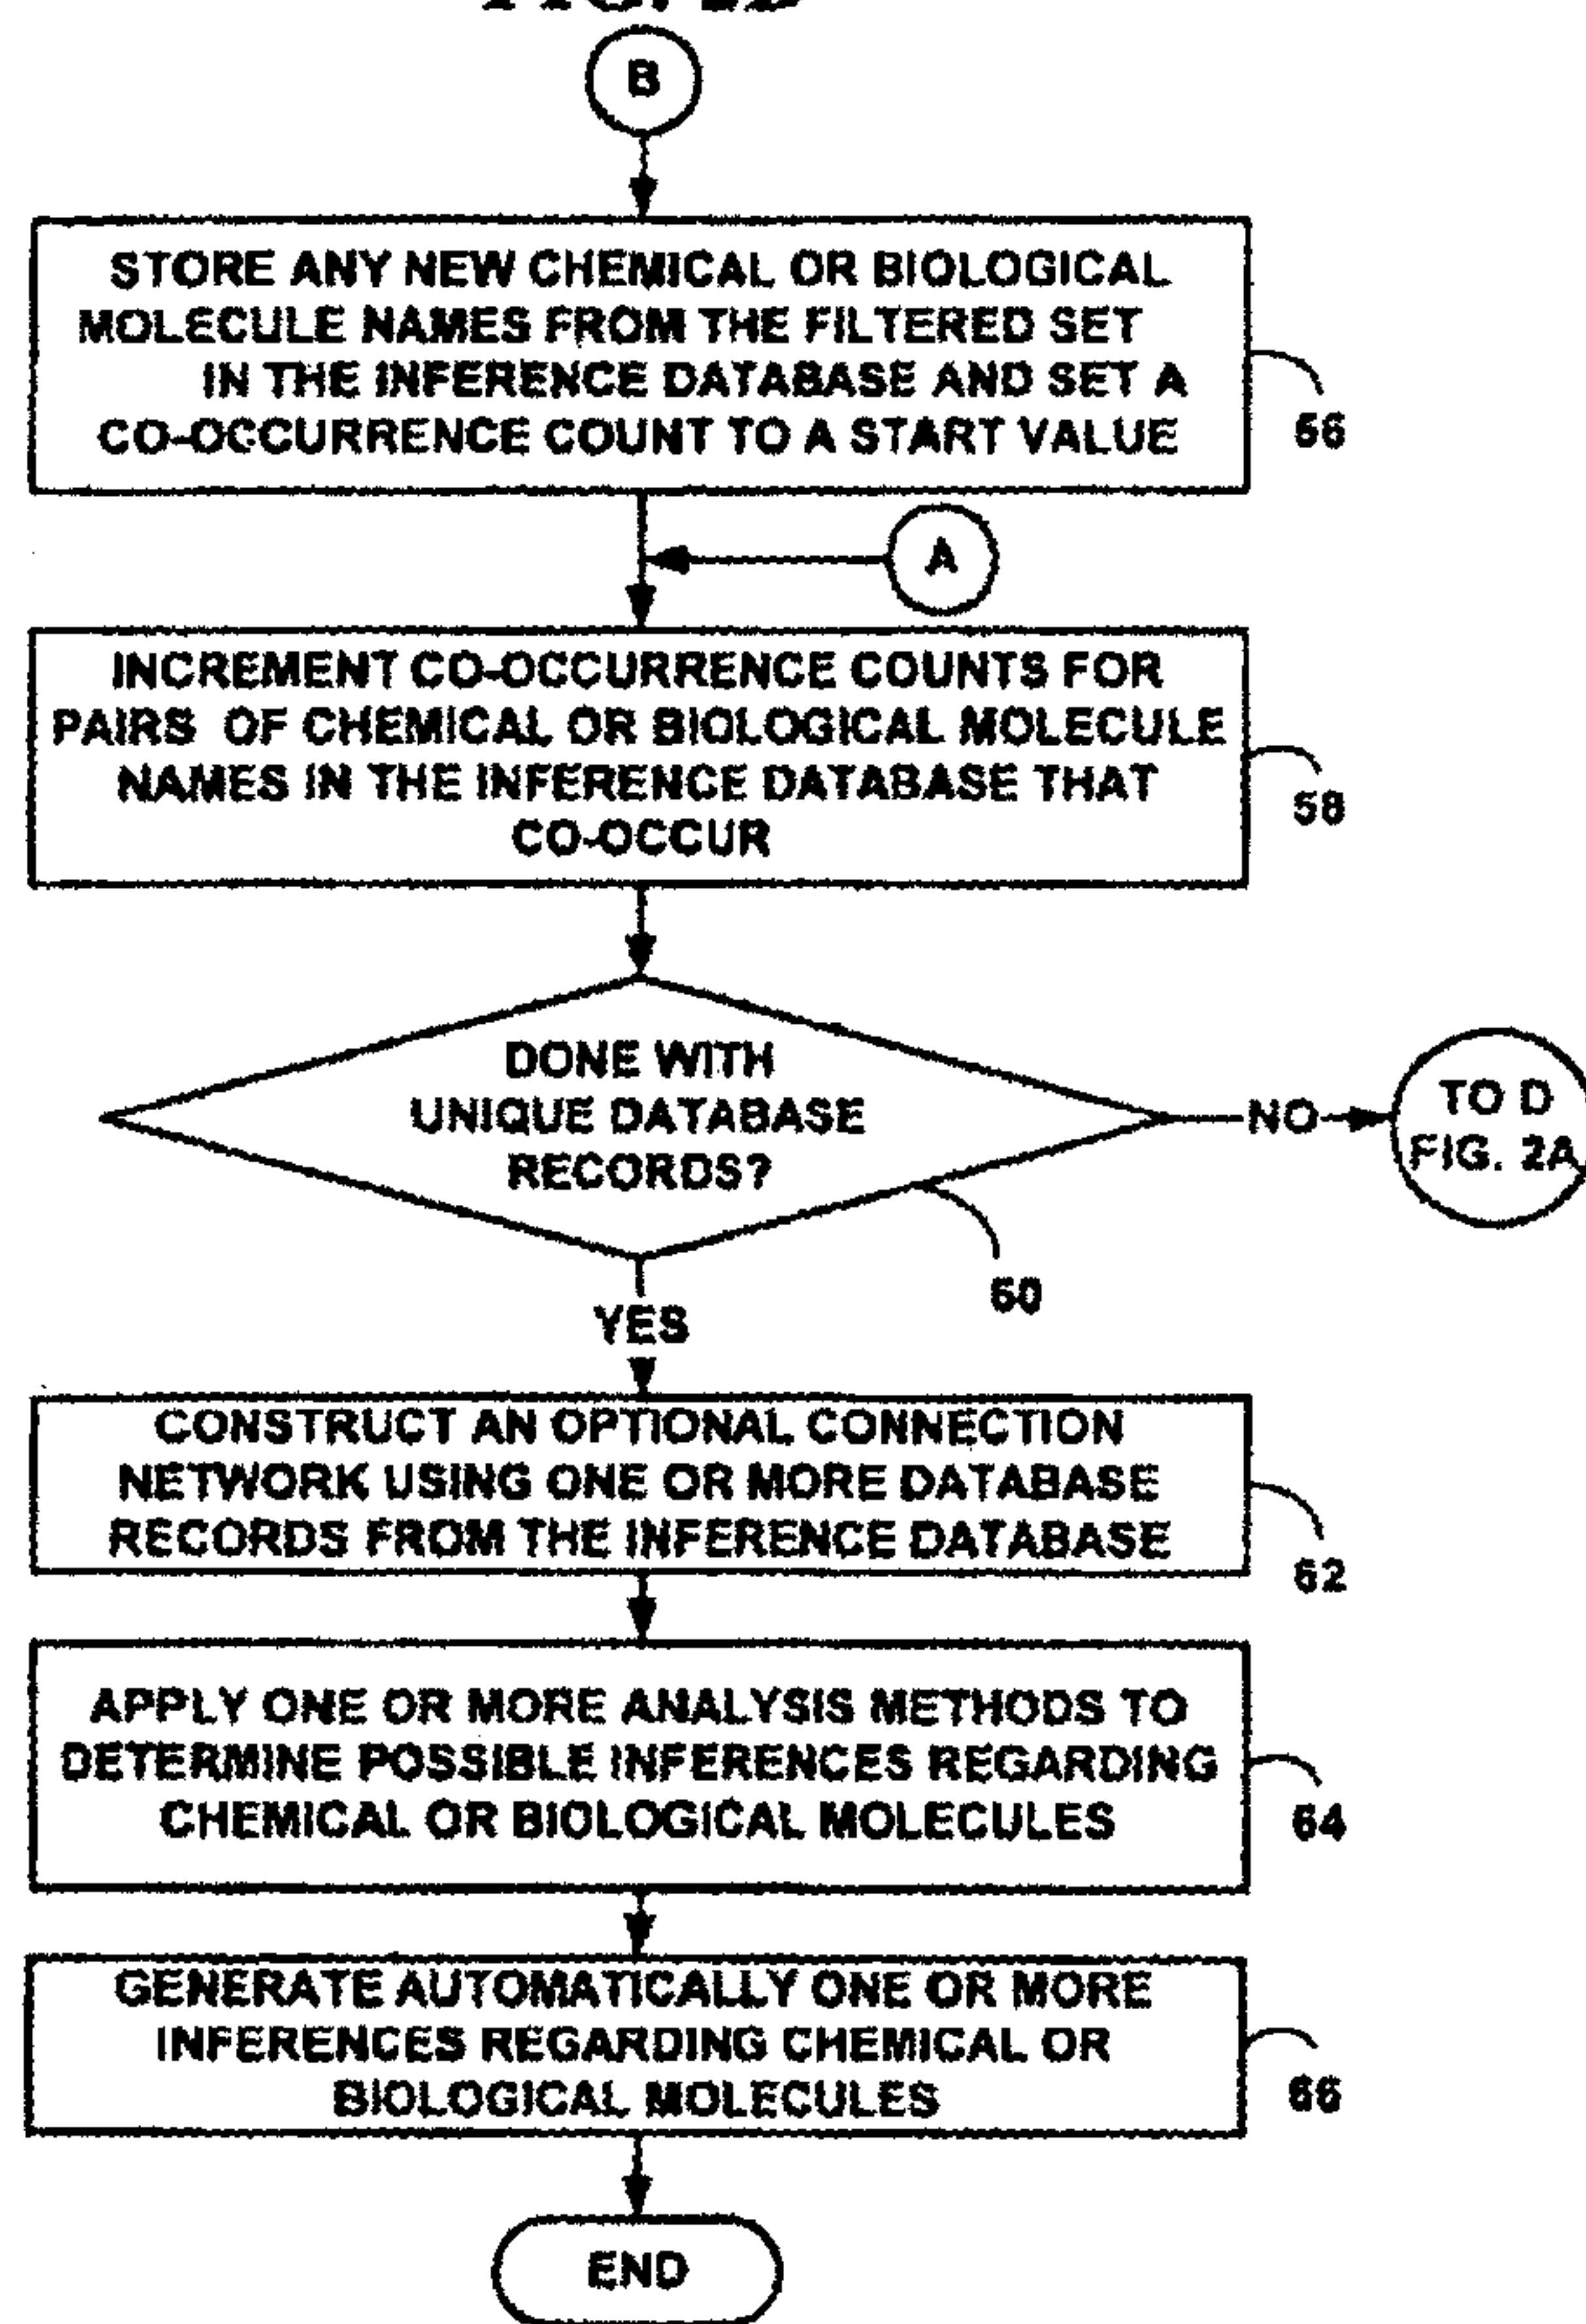 B
STORE ANY NEW CHEMICAL OR BIOLOGICAL
MOLECULE NAMES FROM THE FILTERED SET
IN THE INFERENCE DATABASE AND SET A
CO-OCCURRENCE COUNT TO A START VALUE
56
A
INCREMENT CO-OCCURRENCE COUNTS FOR
PAIRS OF CHEMICAL OR BIOLOGICAL MOLECULE
NAMES IN THE INFERENCE DATABASE THAT
CO-OCCUR
58
DONE WITH
UNIQUE DATABASE
RECORDS?
NO
TO D
FIG. 2A
60
YES
CONSTRUCT AN OPTIONAL CONNECTION
NETWORK USING ONE OR MORE DATABASE
RECORDS FROM THE INFERENCE DATABASE
62
APPLY ONE OR MORE ANALYSIS METHODS TO
DETERMINE POSSIBLE INFERENCES REGARDING
CHEMICAL OR BIOLOGICAL MOLECULES
64
GENERATE AUTOMATICALLY ONE OR MORE
INFERENCES REGARDING CHEMICAL OR
BIOLOGICAL MOLECULES
66
END